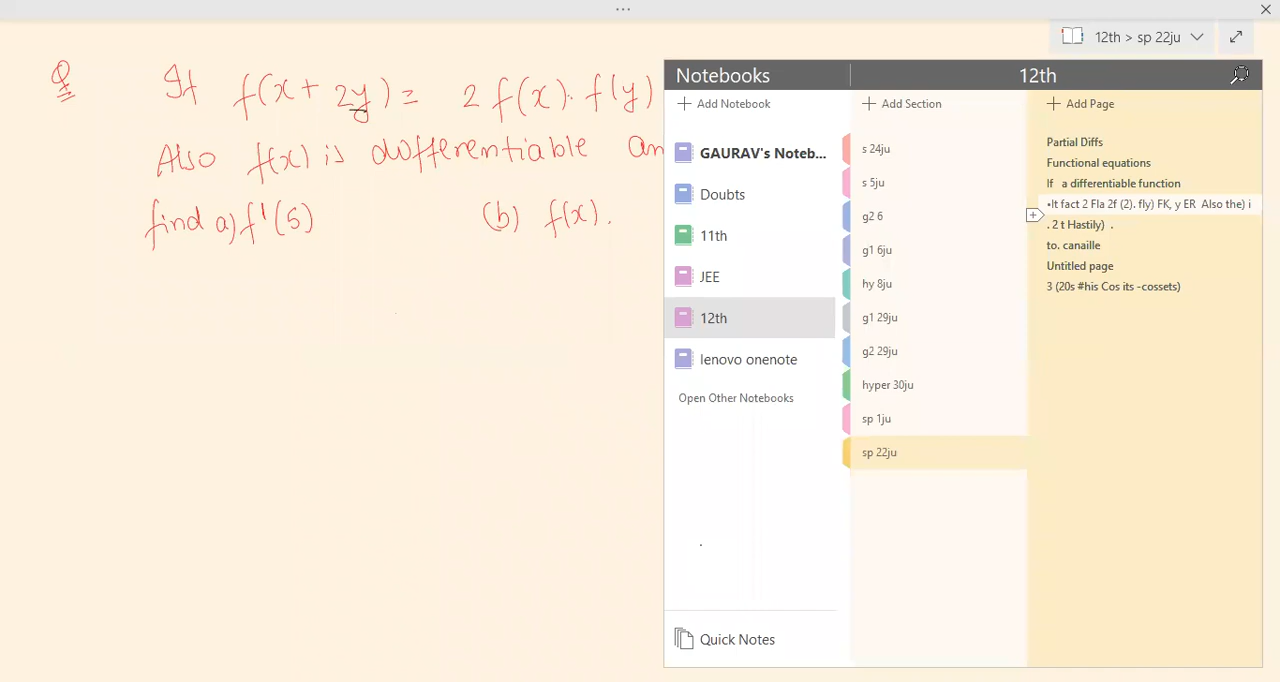 12th > sp 22ju
Q If f(x + 2y) = 2 f(x). f(y)
Also f(x) is differentiable an
find a) f'(5) (b) f(x).
Notebooks
12th
+ Add Notebook
+ Add Section
+ Add Page
GAURAV's Noteb...
Doubts
11th
JEE
12th
lenovo onenote
Open Other Notebooks
Quick Notes
s 24ju
s 5ju
g2 6
g1 6ju
hy 8ju
g1 29ju
g2 29ju
hyper 30ju
sp 1ju
sp 22ju
Partial Diffs
Functional equations
If a differentiable function
•It fact 2 Fla 2f (2). fly) FK, y ER Also the) i
. 2 t Hastily) .
to. canaille
Untitled page
3 (20s #his Cos its -cossets)